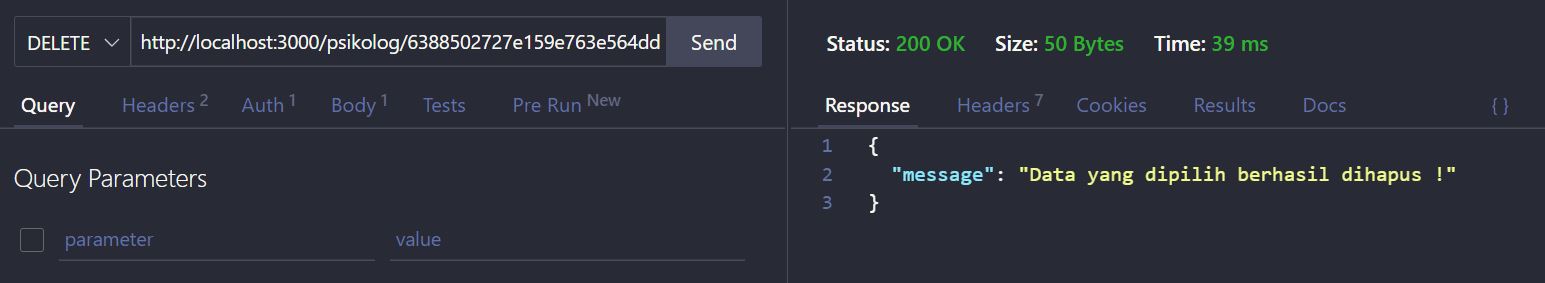 DELETE http://localhost:3000/psikolog/6388502727e159e763e564dd Send
Query Headers 2 Auth 1 Body 1 Tests Pre Run New
Query Parameters
parameter value
Status: 200 OK Size: 50 Bytes Time: 39 ms
Response Headers 7 Cookies Results Docs { }
1 {
2 "message": "Data yang dipilih berhasil dihapus !"
3 }